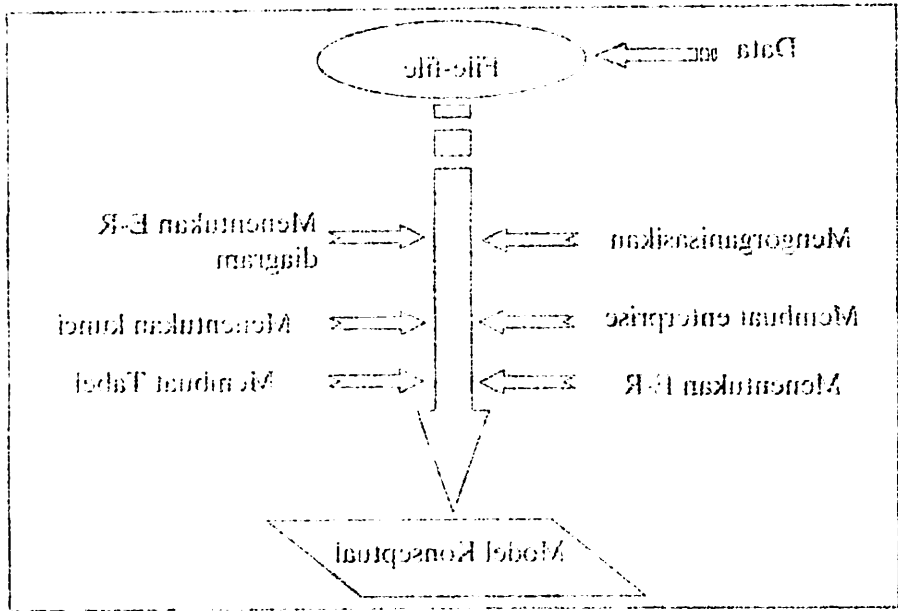 Data
File-file
Mengorganisasikan
Menentukan E-R
diagram
Membuat enterprise
Menentukan kunci
Menentukan E-R
Membuat Tabel
Model Konseptual